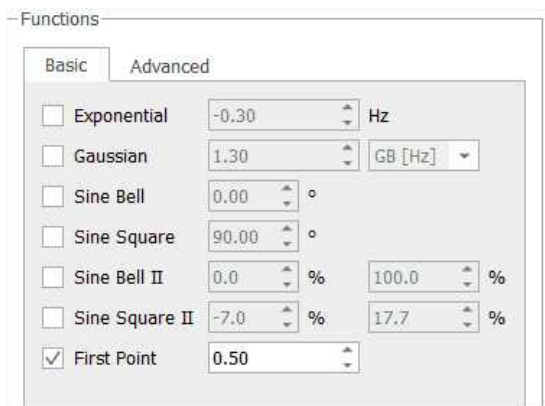 Functions
Basic Advanced
Exponential -0.30 Hz
Gaussian 1.30 GB [Hz]
Sine Bell 0.00 °
Sine Square 90.00 °
Sine Bell II 0.0 % 100.0 %
Sine Square II -7.0 % 17.7 %
First Point 0.50